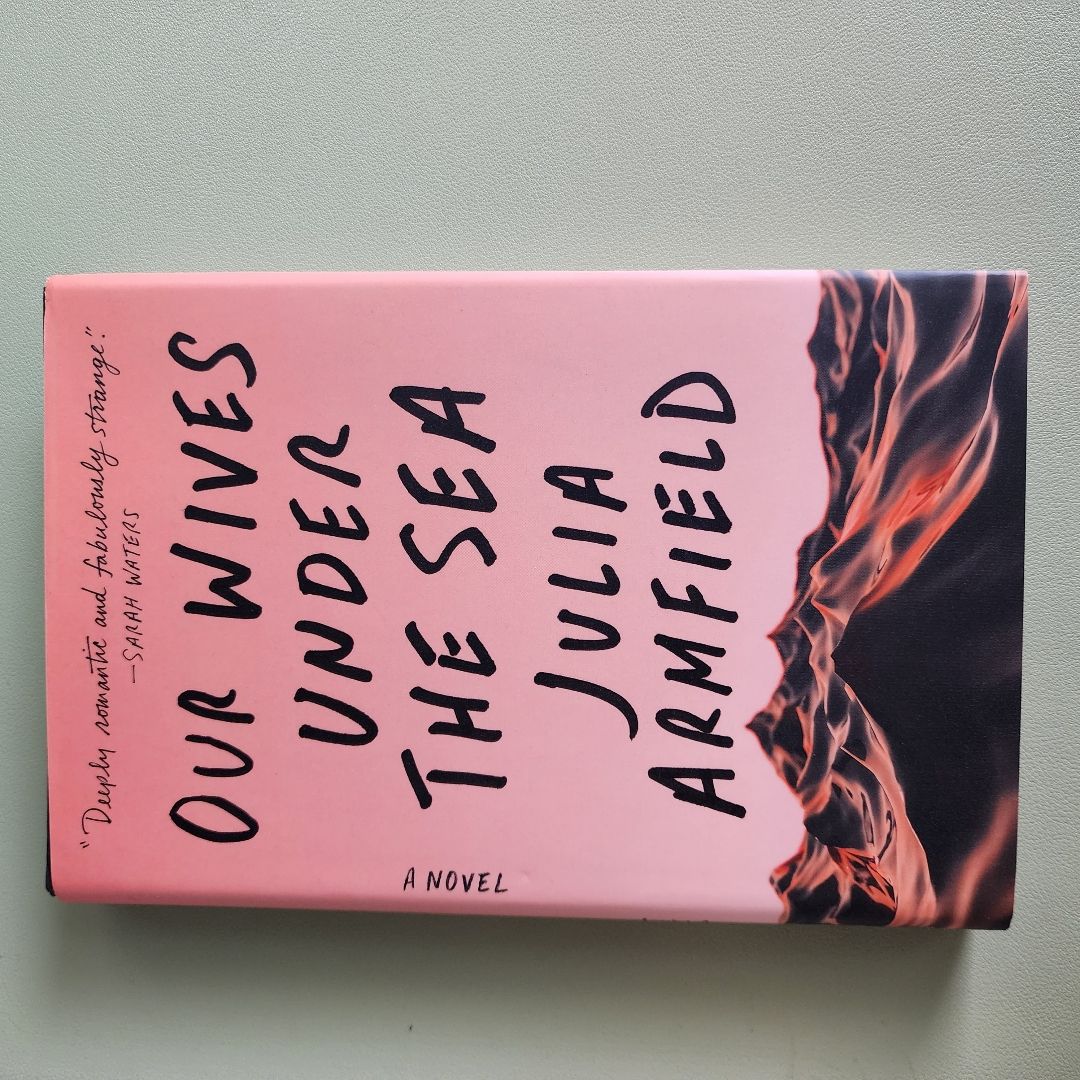 "Deeply romantic and fabulously strange."
—SARAH WATERS
OUR WIVES
UNDER
THE SEA
A NOVEL
JULIA
ARMFIELD